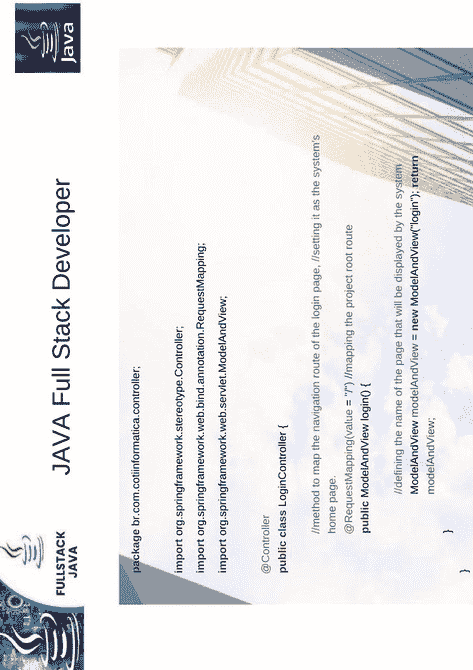 FULLSTACK
JAVA
JAVA Full Stack Developer
Java
package br.com.cotiinformatica.controller;
import org.springframework.stereotype.Controller;
import org.springframework.web.bind.annotation.RequestMapping;
import org.springframework.web.servlet.ModelAndView;
@Controller
public class LoginController {
//method to map the navigation route of the login page, //setting it as the system's
home page.
@RequestMapping(value = "/") //mapping the project root route
public ModelAndView login() {
//defining the name of the page that will be displayed by the system
ModelAndView modelAndView = new ModelAndView("login"); return
modelAndView;
}
}